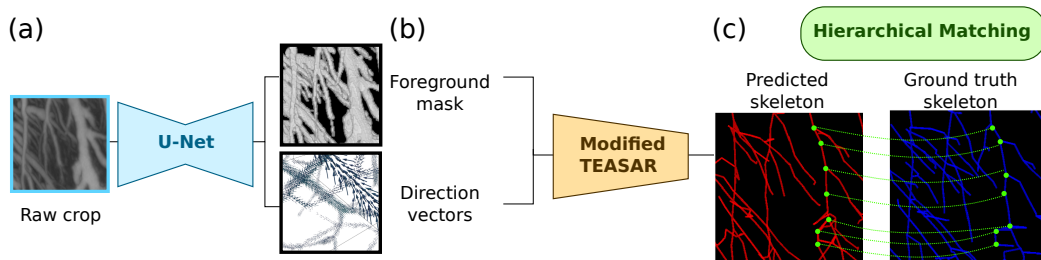 (a)
Raw crop
U-Net
(b)
Foreground
mask
Direction
vectors
Modified
TEASAR
(c)
Hierarchical Matching
Predicted
skeleton
Ground truth
skeleton